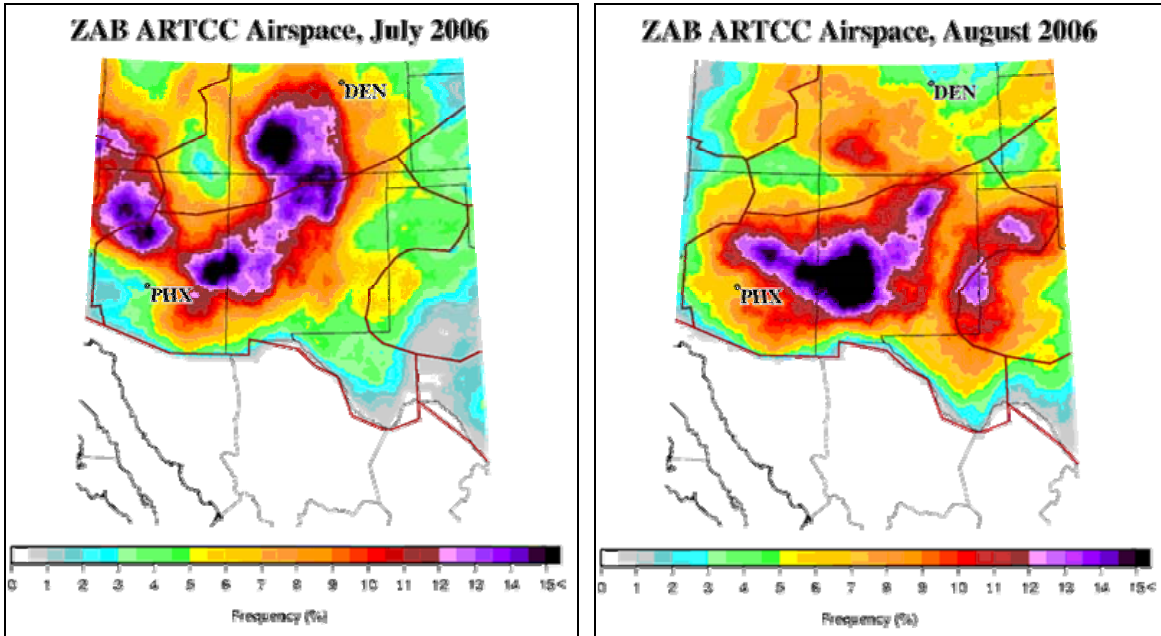 ZAB ARTCC Airspace, July 2006
DEN
PHX
0 1 2 3 4 5 6 7 8 9 10 11 12 13 14 15<
Frequency (%)
ZAB ARTCC Airspace, August 2006
DEN
PHX
0 1 2 3 4 5 6 7 8 9 10 11 12 13 14 15<
Frequency (%)